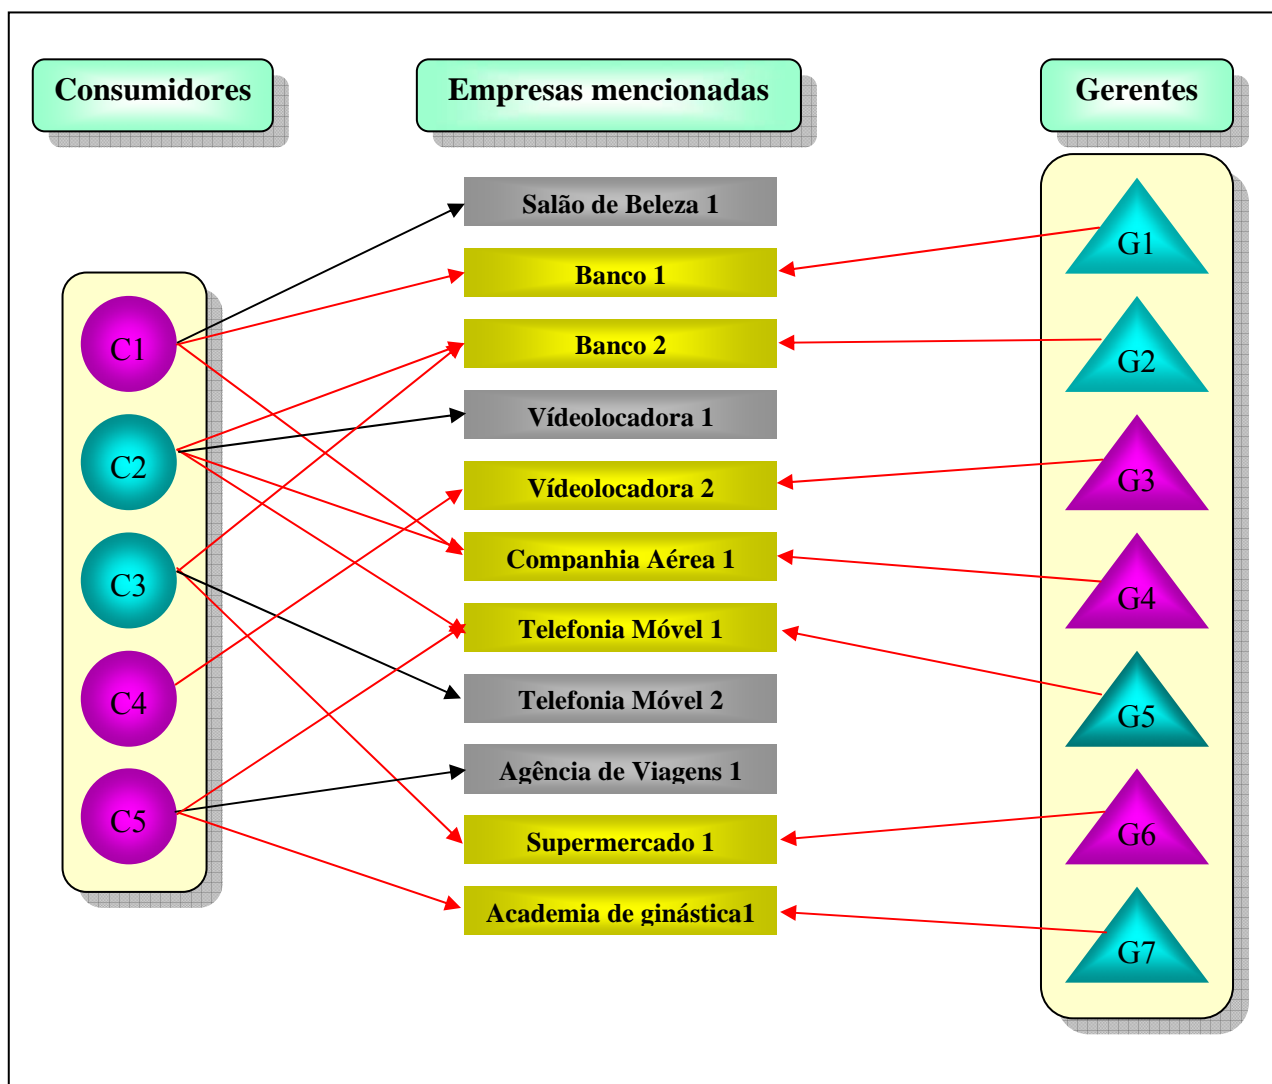 Consumidores
Empresas mencionadas
Gerentes
Salão de Beleza 1
Banco 1
Banco 2
Vídeolocadora 1
Vídeolocadora 2
Companhia Aérea 1
Telefonia Móvel 1
Telefonia Móvel 2
Agência de Viagens 1
Supermercado 1
Academia de ginástica1
C1
C2
C3
C4
C5
G1
G2
G3
G4
G5
G6
G7